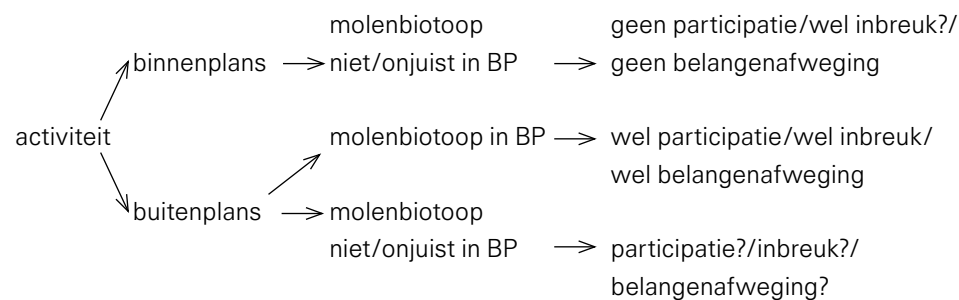 molenbiotoop geen participatie/wel inbreuk?/
binnenplans niet/onjuist in BP geen belangenafweging
activiteit molenbiotoop in BP wel participatie/wel inbreuk/
wel belangenafweging
buitenplans molenbiotoop
niet/onjuist in BP participatie?/inbreuk?/
belangenafweging?